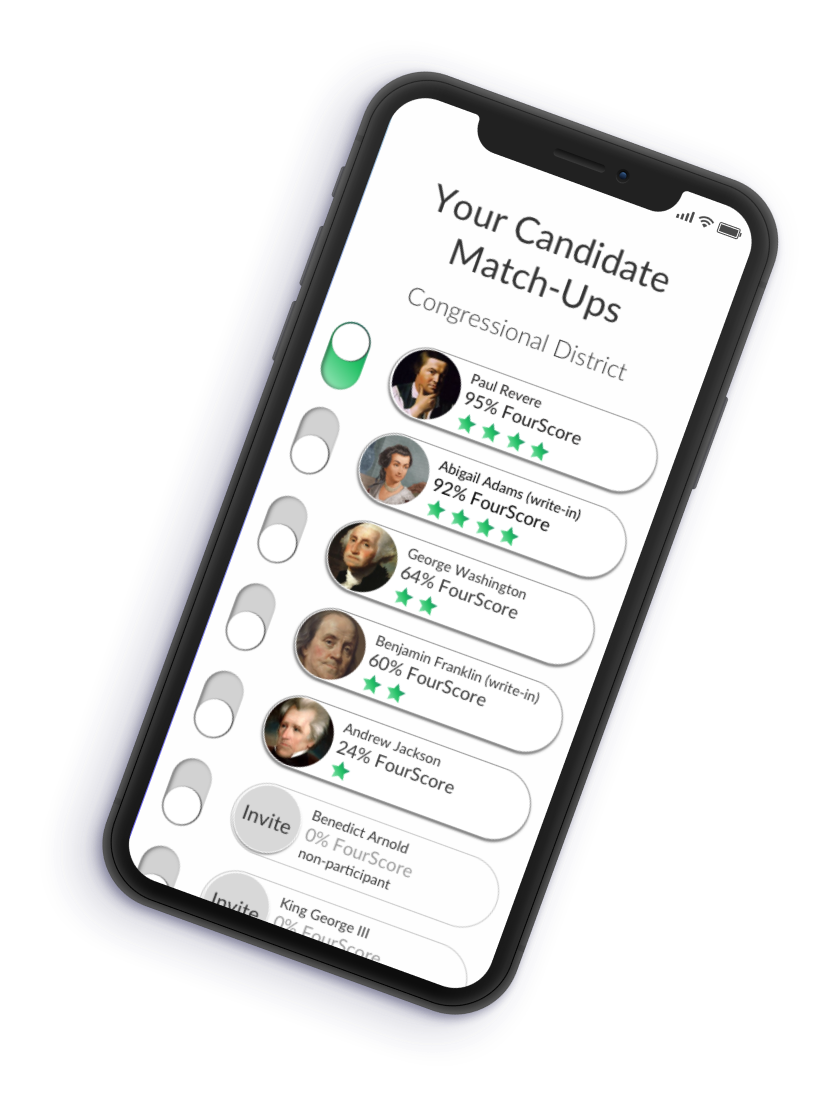 Your Candidate
Match-Ups
Congressional District
Paul Revere
95% FourScore
Abigail Adams (write-in)
92% FourScore
George Washington
64% FourScore
Benjamin Franklin (write-in)
60% FourScore
Andrew Jackson
24% FourScore
Invite
Benedict Arnold
0% FourScore
non-participant
Invite
King George III
0% FourScore